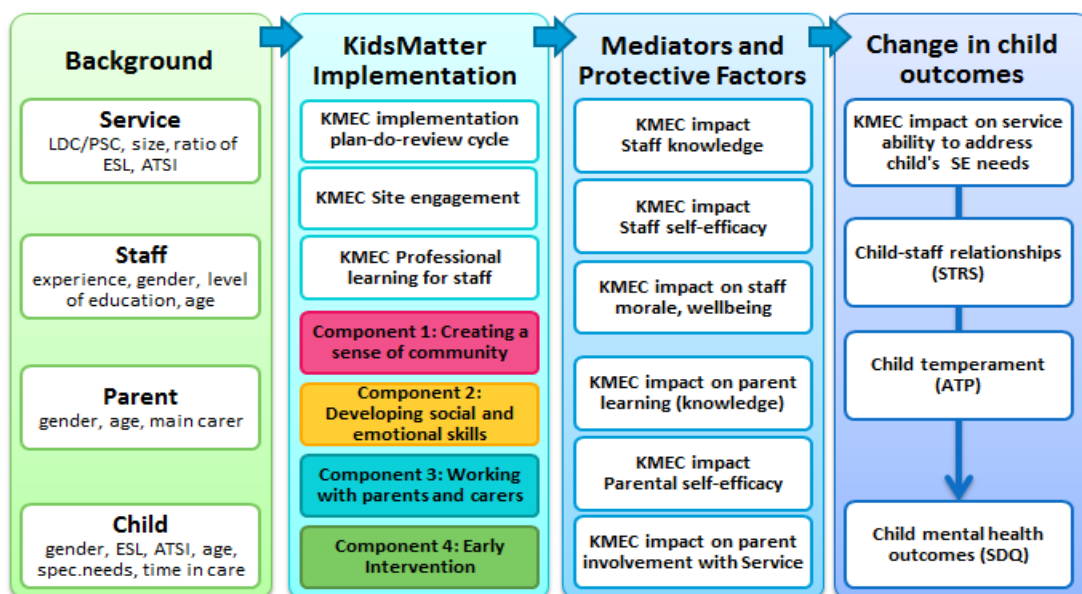 Background
Service
LDC/PSC, size, ratio of
ESL, ATSI
Staff
experience, gender, level
of education, age
Parent
gender, age, main carer
Child
gender, ESL, ATSI, age,
spec.needs, time in care
KidsMatter
Implementation
KMEC implementation
plan-do-review cycle
KMEC Site engagement
KMEC Professional
learning for staff
Component 1: Creating a
sense of community
Component 2:
Developing social and
emotional skills
Component 3: Working
with parents and carers
Component 4: Early
Intervention
Mediators and
Protective Factors
KMEC impact
Staff knowledge
KMEC impact
Staff self-efficacy
KMEC impact on staff
morale, wellbeing
KMEC impact on parent
learning (knowledge)
KMEC impact
Parental self-efficacy
KMEC impact on parent
involvement with Service
Change in child
outcomes
KMEC impact on service
ability to address
child's SE needs
Child-staff relationships
(STRS)
Child temperament
(ATP)
Child mental health
outcomes (SDQ)